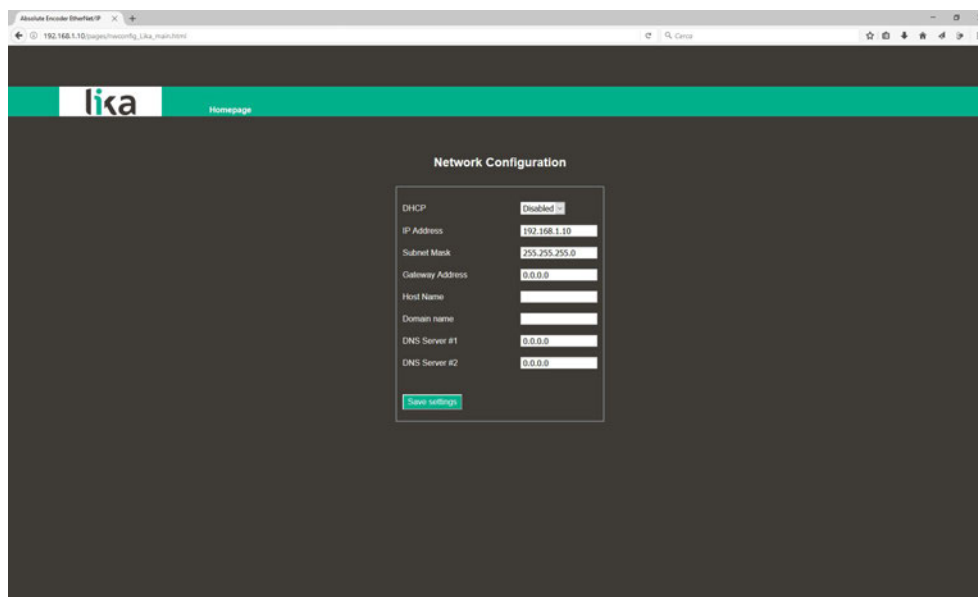 Absolute Encoder EtherNet/IP
192.168.1.10/pages/nwconfig_Lika_main.html
Cerca
lika
Homepage
Network Configuration
DHCP Disabled
IP Address 192.168.1.10
Subnet Mask 255.255.255.0
Gateway Address 0.0.0.0
Host Name
Domain name
DNS Server #1 0.0.0.0
DNS Server #2 0.0.0.0
Save settings